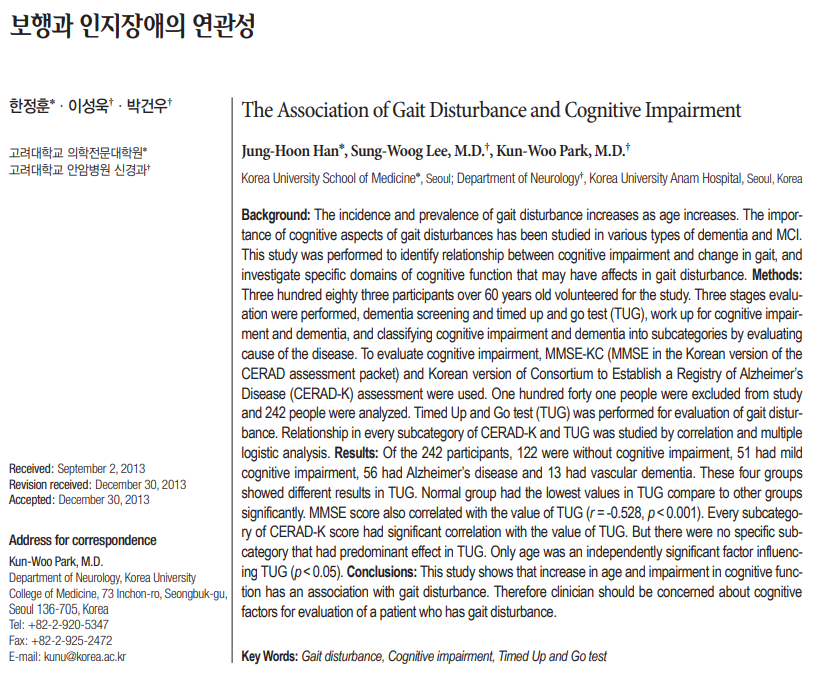 보행과 인지장애의 연관성
한정훈* · 이성욱† · 박건우†
고려대학교 의학전문대학원*
고려대학교 안암병원 신경과†
The Association of Gait Disturbance and Cognitive Impairment
Jung-Hoon Han*, Sung-Woog Lee, M.D.†, Kun-Woo Park, M.D.†
Korea University School of Medicine*, Seoul; Department of Neurology†, Korea University Anam Hospital, Seoul, Korea
Background: The incidence and prevalence of gait disturbance increases as age increases. The impor-
tance of cognitive aspects of gait disturbances has been studied in various types of dementia and MCI.
This study was performed to identify relationship between cognitive impairment and change in gait, and
investigate specific domains of cognitive function that may have affects in gait disturbance. Methods:
Three hundred eighty three participants over 60 years old volunteered for the study. Three stages evalu-
ation were performed, dementia screening and timed up and go test (TUG), work up for cognitive impair-
ment and dementia, and classifying cognitive impairment and dementia into subcategories by evaluating
cause of the disease. To evaluate cognitive impairment, MMSE-KC (MMSE in the Korean version of the
CERAD assessment packet) and Korean version of Consortium to Establish a Registry of Alzheimer's
Disease (CERAD-K) assessment were used. One hundred forty one people were excluded from study
and 242 people were analyzed. Timed Up and Go test (TUG) was performed for evaluation of gait distur-
bance. Relationship in every subcategory of CERAD-K and TUG was studied by correlation and multiple
logistic analysis. Results: Of the 242 participants, 122 were without cognitive impairment, 51 had mild
cognitive impairment, 56 had Alzheimer's disease and 13 had vascular dementia. These four groups
showed different results in TUG. Normal group had the lowest values in TUG compare to other groups
significantly. MMSE score also correlated with the value of TUG (r = -0.528, p < 0.001). Every subcatego-
ry of CERAD-K score had significant correlation with the value of TUG. But there were no specific sub-
category that had predominant effect in TUG. Only age was an independently significant factor influenc-
ing TUG (p < 0.05). Conclusions: This study shows that increase in age and impairment in cognitive func-
tion has an association with gait disturbance. Therefore clinician should be concerned about cognitive
factors for evaluation of a patient who has gait disturbance.
Key Words: Gait disturbance, Cognitive impairment, Timed Up and Go test
Received: September 2, 2013
Revision received: December 30, 2013
Accepted: December 30, 2013
Address for correspondence
Kun-Woo Park, M.D.
Department of Neurology, Korea University
College of Medicine, 73 Inchon-ro, Seongbuk-gu,
Seoul 136-705, Korea
Tel: +82-2-920-5347
Fax: +82-2-925-2472
E-mail: kunu@korea.ac.kr